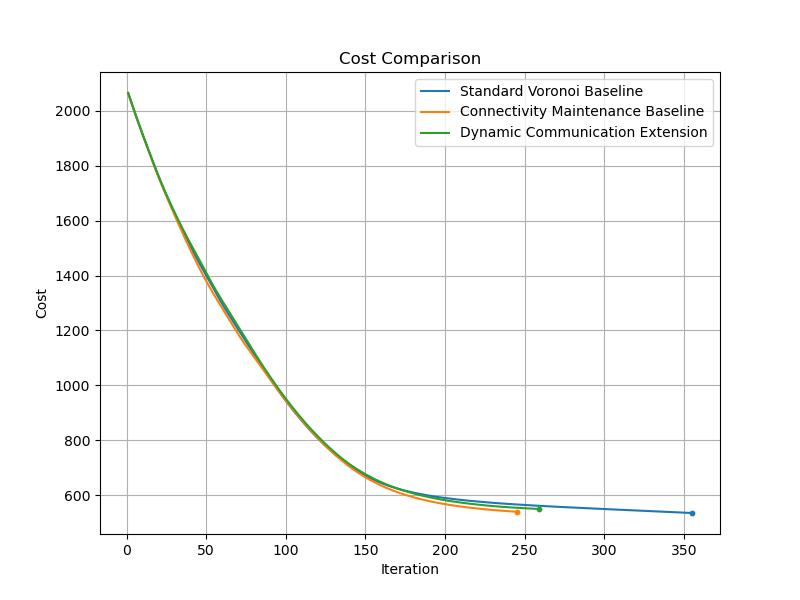 Cost Comparison
Standard Voronoi Baseline
Connectivity Maintenance Baseline
Dynamic Communication Extension
Cost
2000
1800
1600
1400
1200
1000
800
600
0 50 100 150 200 250 300 350
Iteration